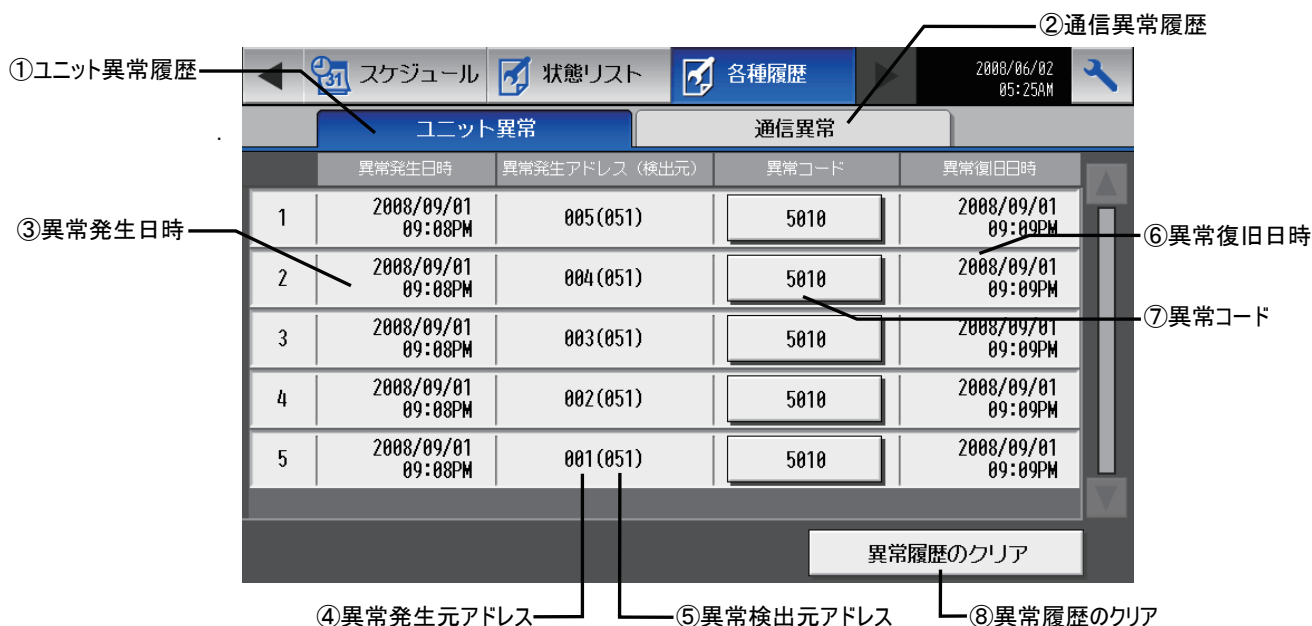 ②通信異常履歴
①ユニット異常履歴
スケジュール 状態リスト 各種履歴 2008/06/02
05:25AM
31
ユニット異常 通信異常
異常発生日時 異常発生アドレス（検出元） 異常コード 異常復旧日時
1 2008/09/01 09:08PM 005(051) 5010 2008/09/01 09:09PM
③異常発生日時
⑥異常復旧日時
2 2008/09/01 09:08PM 004(051) 5010 2008/09/01 09:09PM
⑦異常コード
3 2008/09/01 09:08PM 003(051) 5010 2008/09/01 09:09PM
4 2008/09/01 09:08PM 002(051) 5010 2008/09/01 09:09PM
5 2008/09/01 09:08PM 001(051) 5010 2008/09/01 09:09PM
異常履歴のクリア
④異常発生元アドレス ⑤異常検出元アドレス ⑧異常履歴のクリア